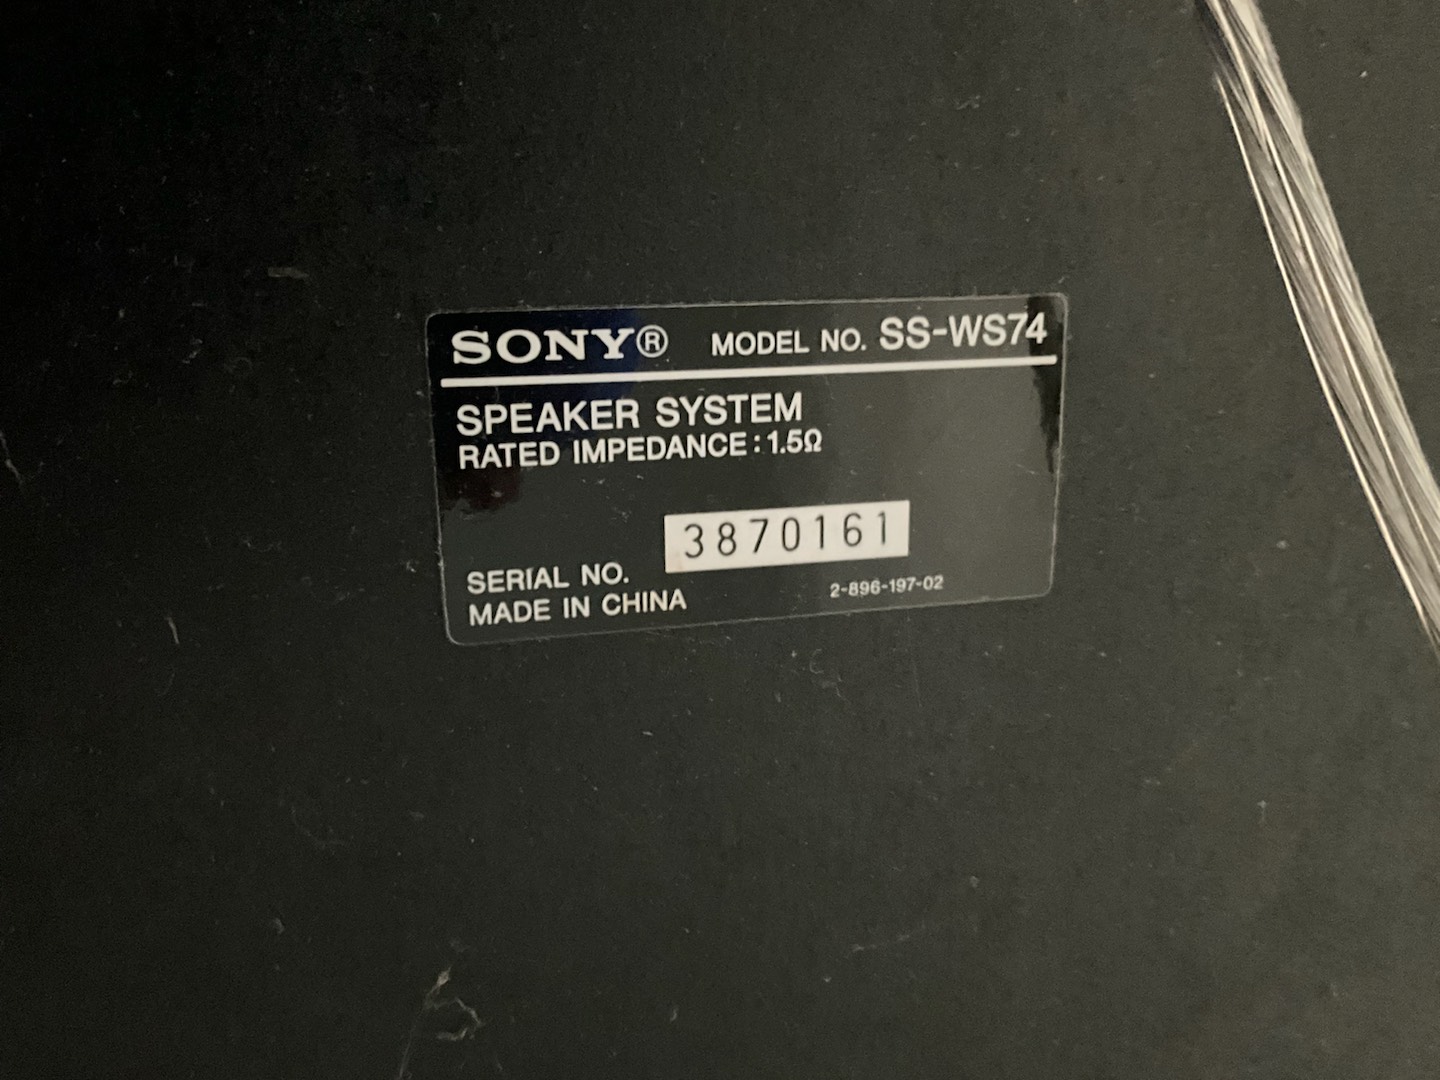 SONY® MODEL NO. SS-WS74
SPEAKER SYSTEM
RATED IMPEDANCE : 1.5Ω
3870161
SERIAL NO.
MADE IN CHINA 2-896-197-02